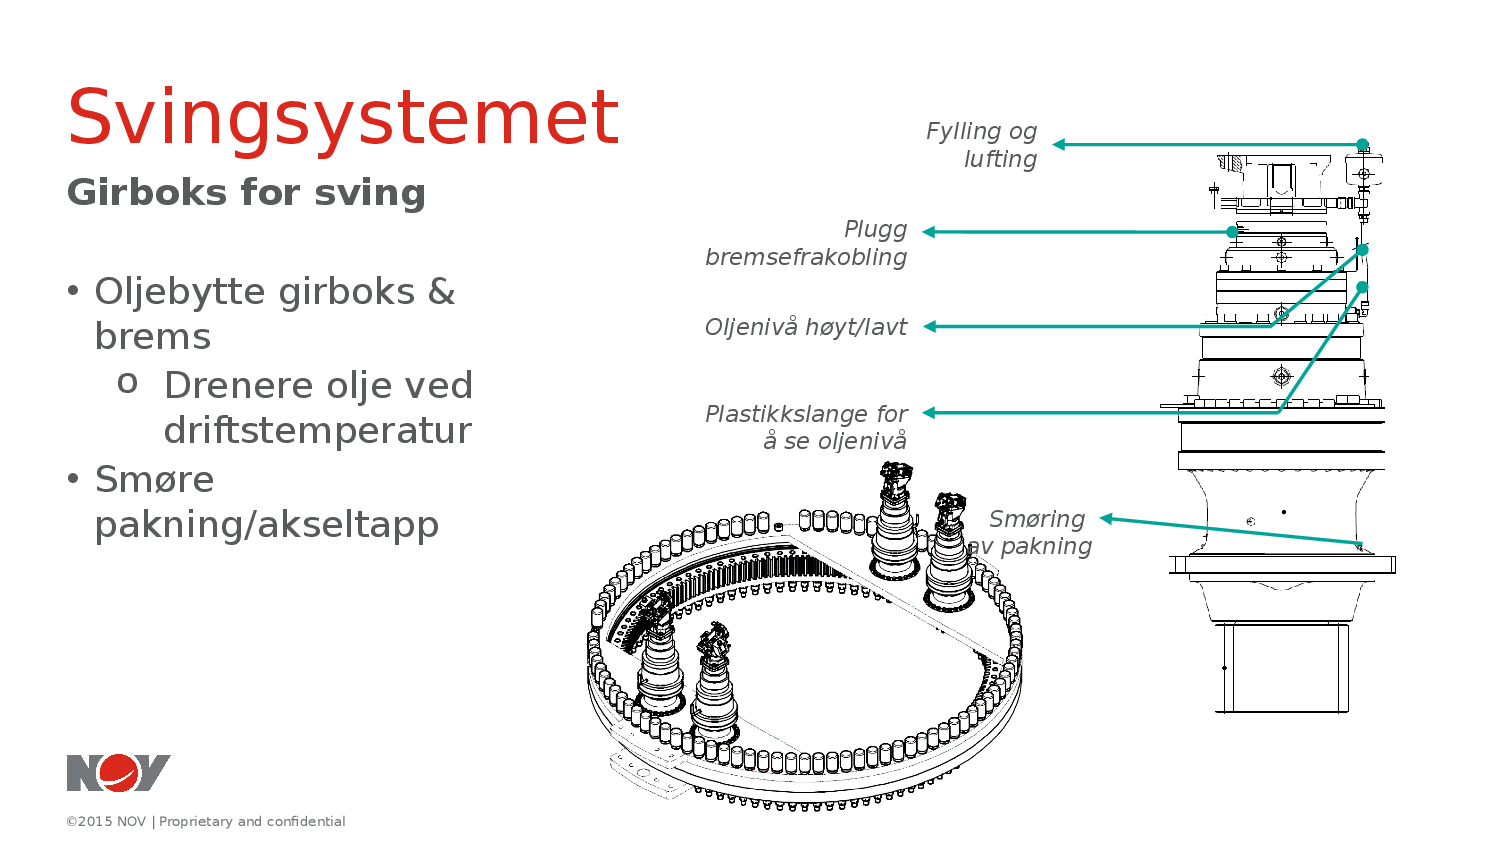 Svingsystemet
Girboks for sving
• Oljebytte girboks &
brems
o Drenere olje ved
driftstemperatur
• Smøre
pakning/akseltapp
Fylling og
lufting
Plugg
bremsefrakobling
Oljenivå høyt/lavt
Plastikkslange for
å se oljenivå
Smøring
av pakning
NOV
©2015 NOV | Proprietary and confidential